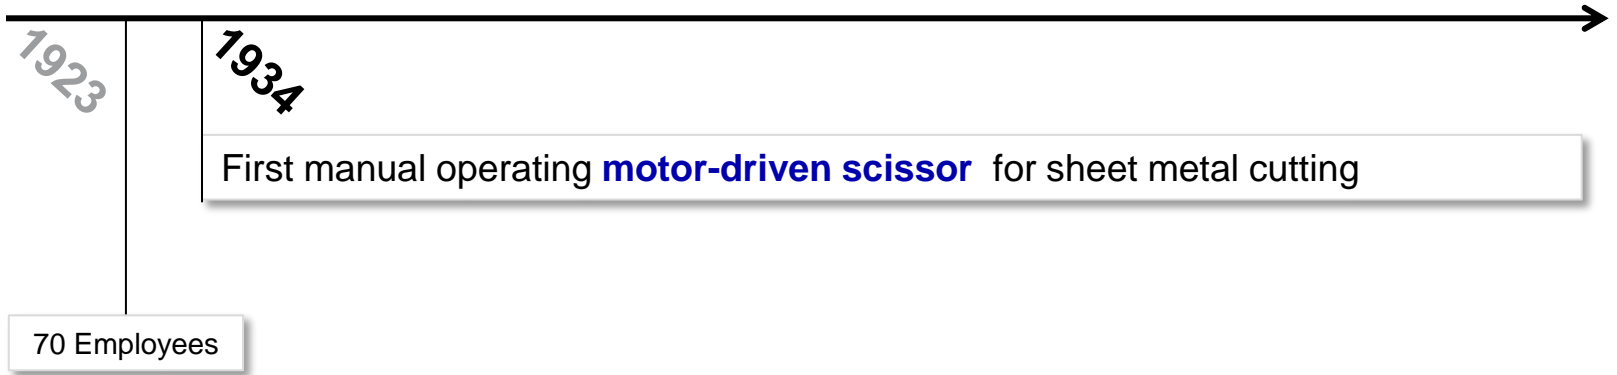 1923
1934
First manual operating motor-driven scissor for sheet metal cutting
70 Employees